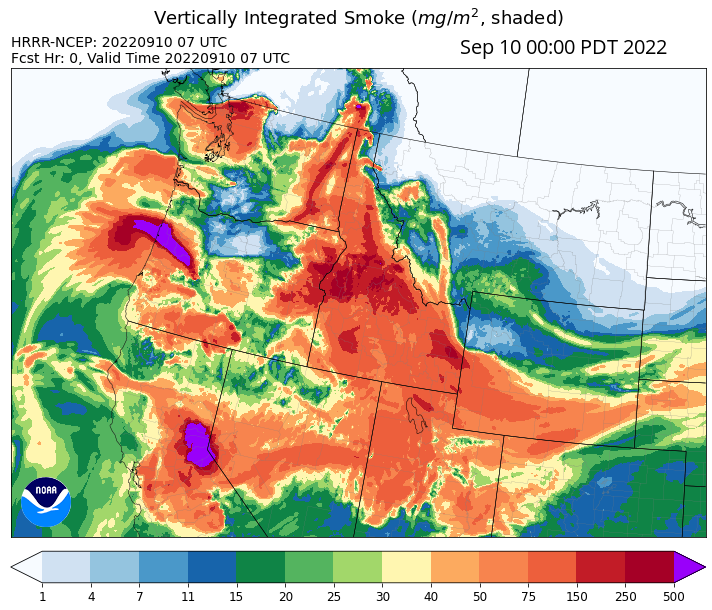 Vertically Integrated Smoke (mg/m², shaded)
HRRR-NCEP: 20220910 07 UTC
Fcst Hr: 0, Valid Time 20220910 07 UTC
Sep 10 00:00 PDT 2022
NOAA
1 4 7 11 15 20 25 30 40 50 75 150 250 500